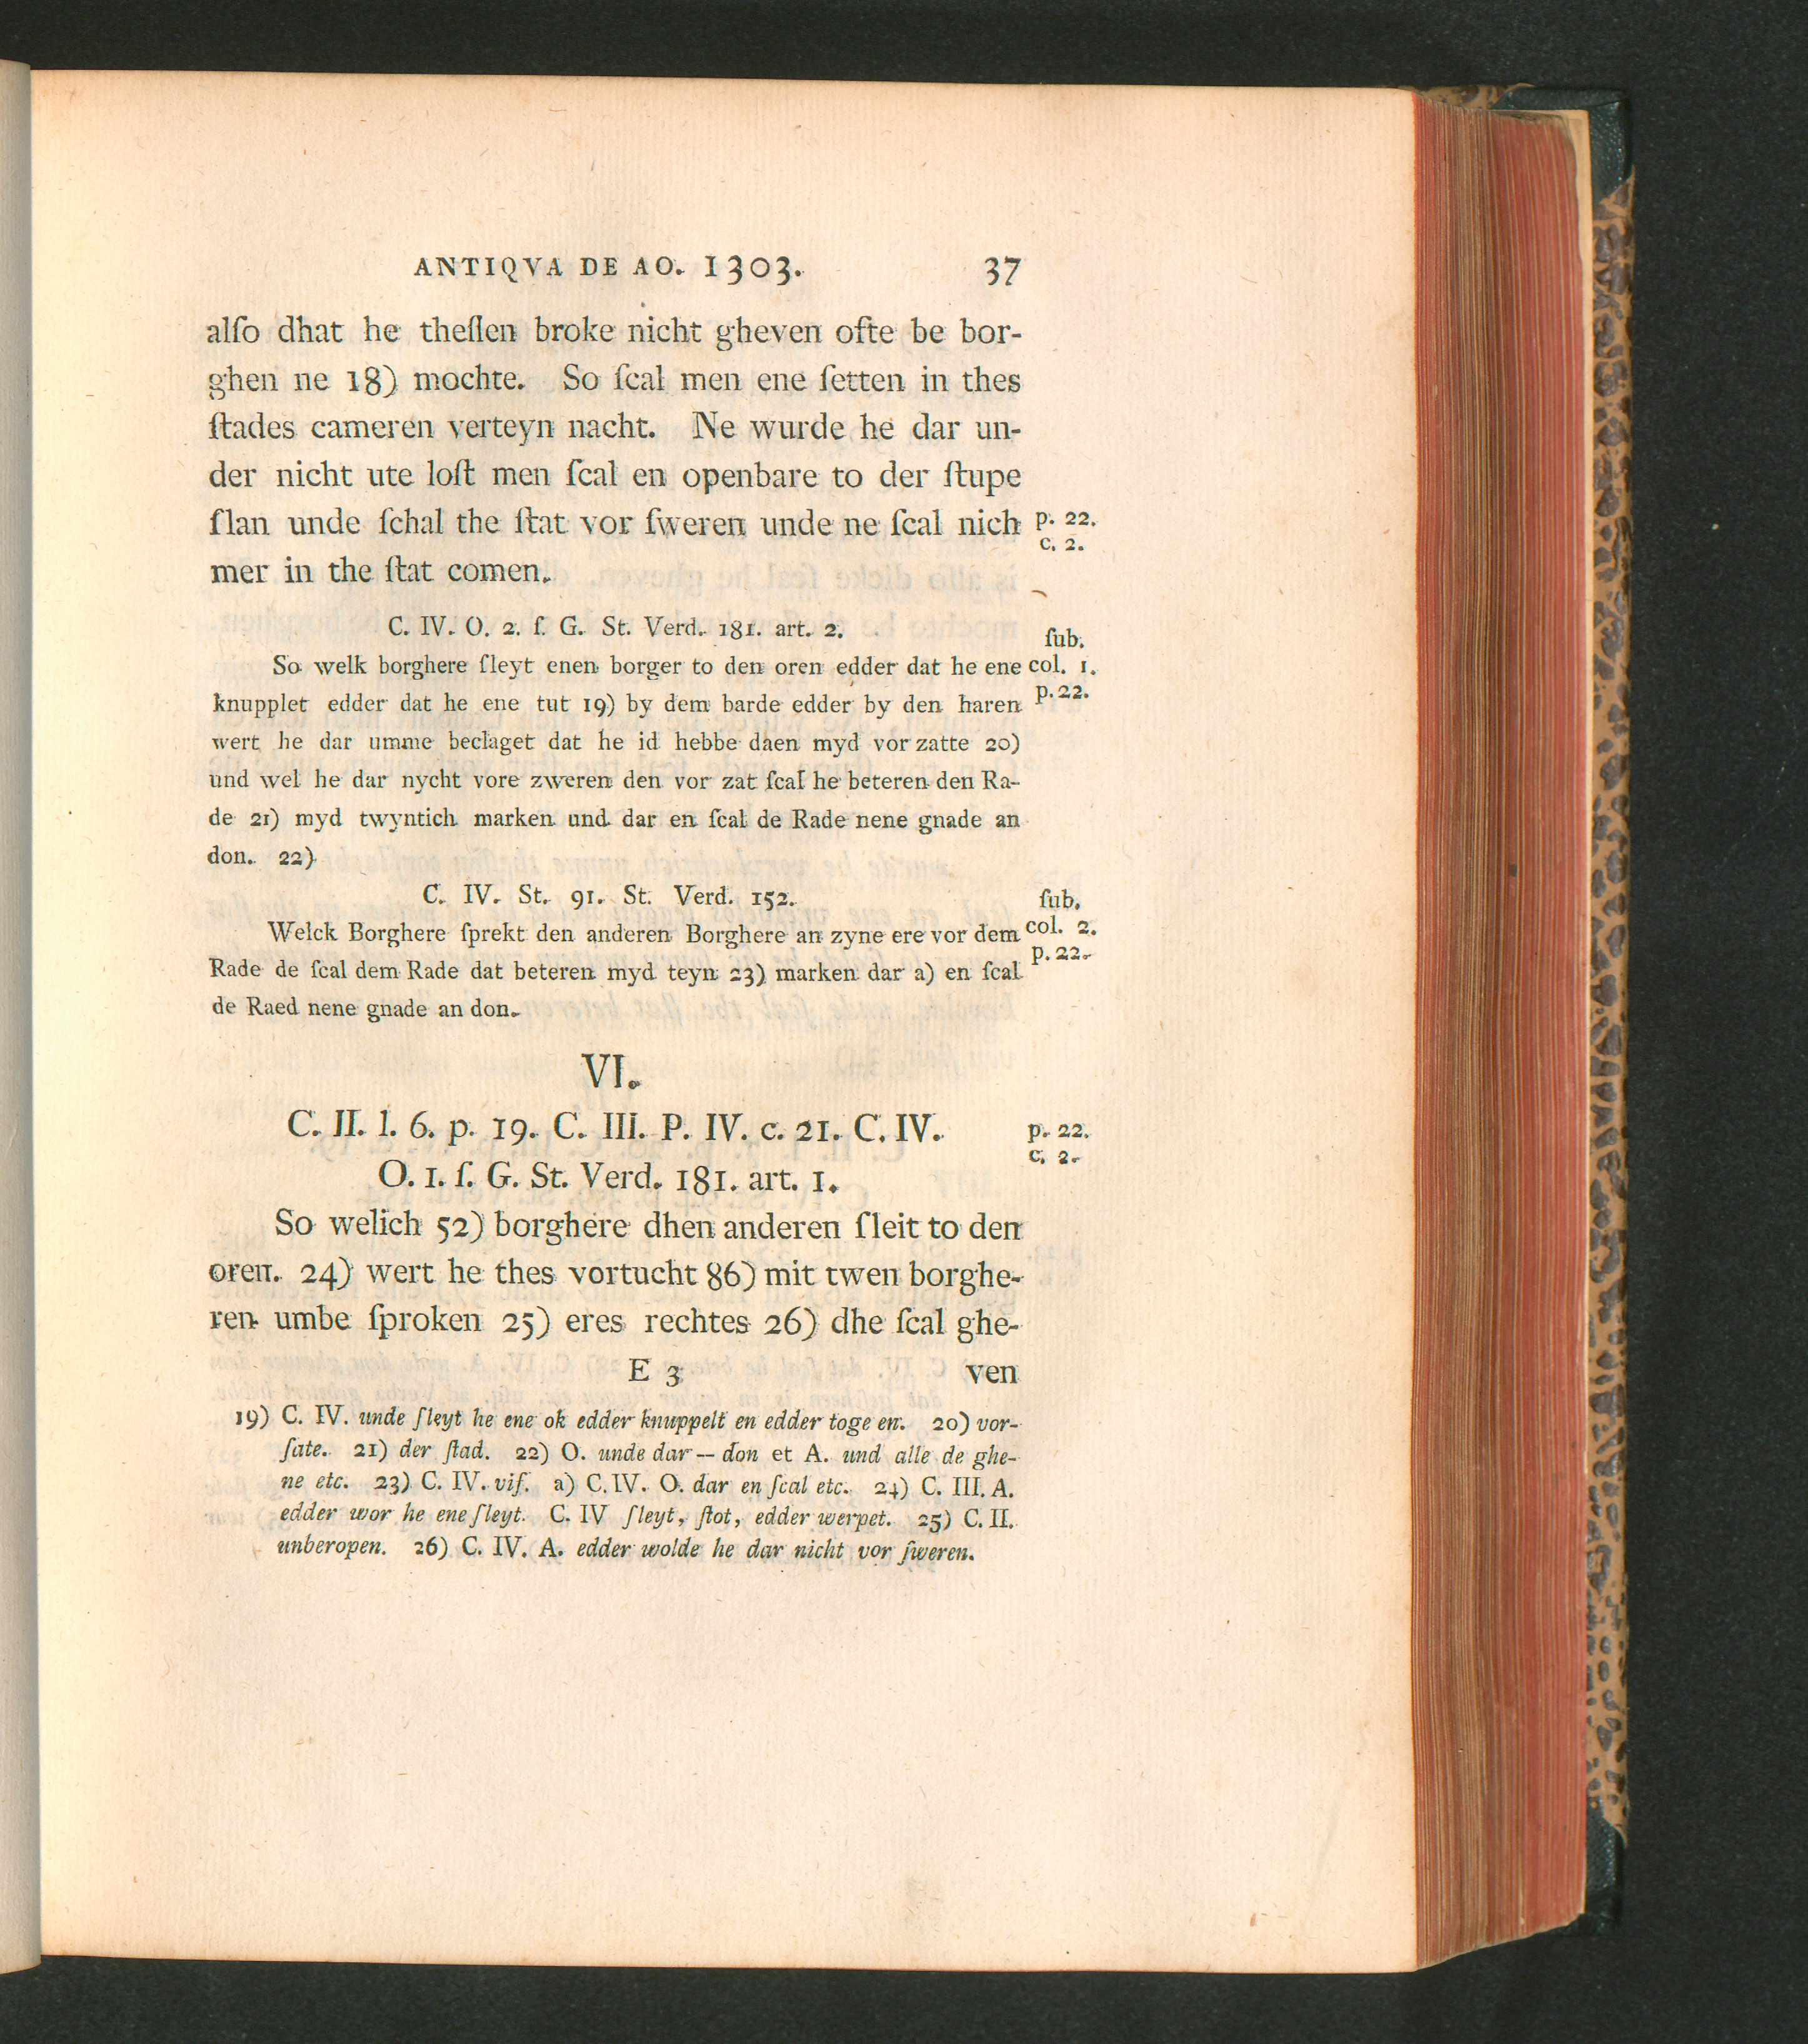 ANTIQVA DE AO. 1303. 37
alſo dhat he theſſen broke nicht gheven ofte be bor-
ghen ne 18) mochte. So ſcal men ene ſetten in thes
ſtades cameren verteyn nacht. Ne wurde he dar un-
der nicht ute loſt men ſcal en openbare to der ſtupe
ſlan unde ſchal the ſtat vor ſweren unde ne ſcal nich
p. 22.
c. 2.
mer in the ſtat comen.
C. IV. O. 2. ſ. G. St. Verd. 181. art. 2.
ſub.
col. 1.
p. 22.
So welk borghere ſleyt enen borger to den oren edder dat he ene
knupplet edder dat he ene tut 19) by dem barde edder by den haren
wert he dar umme beclaget dat he id hebbe daen myd vor zatte 20)
und wel he dar nycht vore zweren den vor zat ſcal he beteren den Ra-
de 21) myd twyntich marken und dar en ſcal de Rade nene gnade an
don. 22)
C. IV. St. 91. St. Verd. 152.
ſub.
col. 2.
p. 22.
Welck Borghere ſprekt den anderen Borghere an zyne ere vor dem
Rade de ſcal dem Rade dat beteren myd teyn 23) marken dar a) en ſcal
de Raed nene gnade an don.
VI.
C. II. l. 6. p. 19. C. III. P. IV. c. 21. C. IV.
p. 22.
c. 2.
O. 1. ſ. G. St. Verd. 181. art. 1.
So welich 52) borghere dhen anderen ſleit to den
oren. 24) wert he thes vortucht 86) mit twen borghe-
ren umbe ſproken 25) eres rechtes 26) dhe ſcal ghe-
E 3 ven
19) C. IV. unde ſleyt he ene ok edder knuppelt en edder toge en. 20) vor-
ſate. 21) der ſtad. 22) O. unde dar — don et A. und alle de ghe-
ne etc. 23) C. IV. viſ. a) C. IV. O. dar en ſcal etc. 24) C. III. A.
edder wor he ene ſleyt. C. IV ſleyt, ſtot, edder werpet. 25) C. II.
unberopen. 26) C. IV. A. edder wolde he dar nicht vor ſweren.